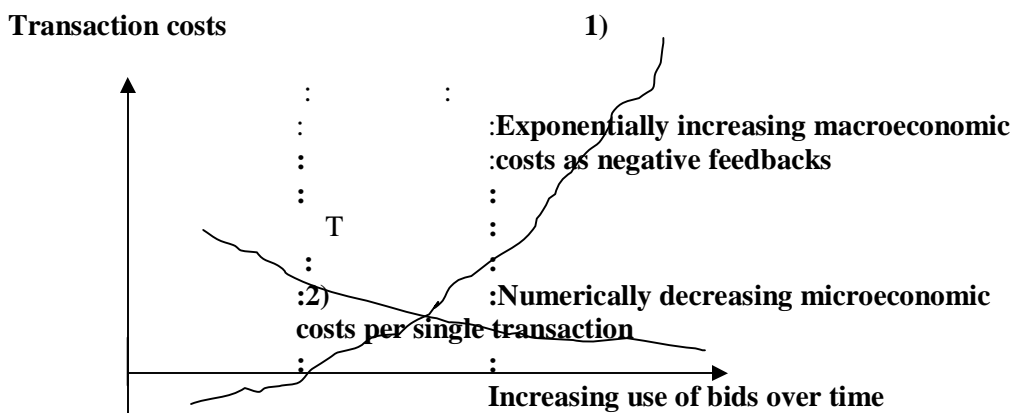 Transaction costs 1)
: :
: :Exponentially increasing macroeconomic
: :costs as negative feedbacks
: :
T :
: :
:2) :Numerically decreasing microeconomic
costs per single transaction
: :
Increasing use of bids over time